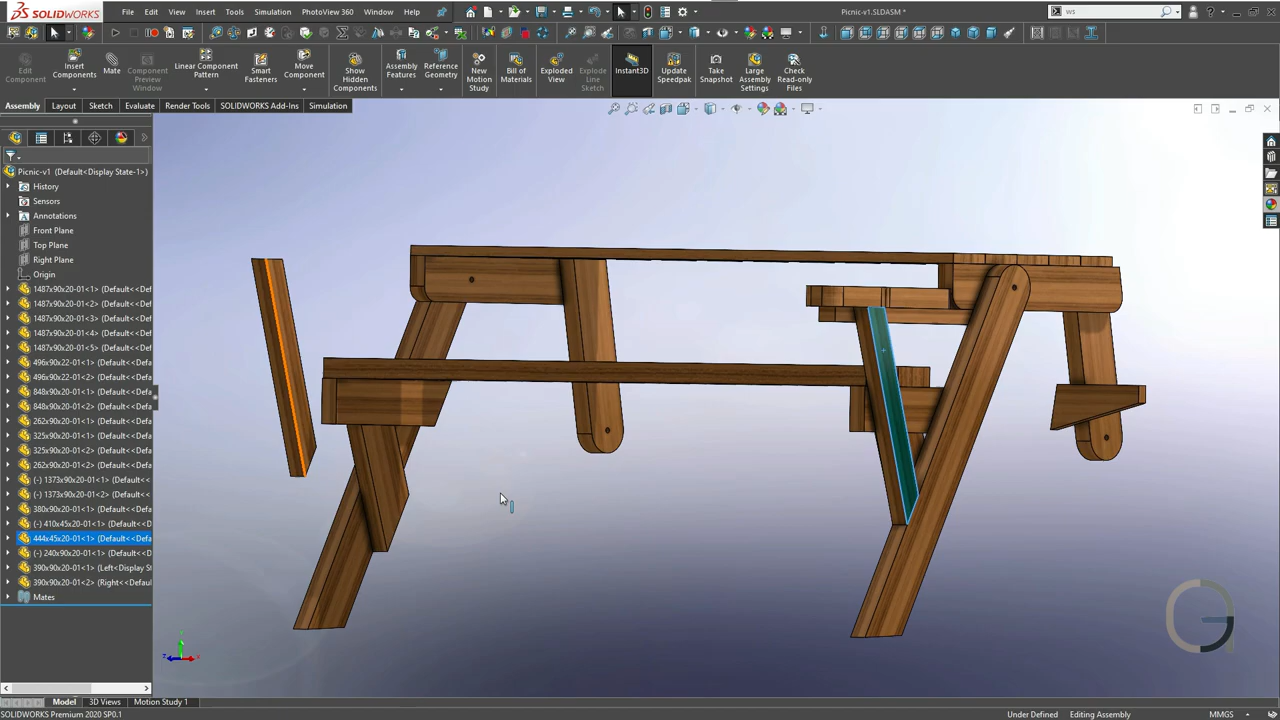 SOLIDWORKS
File
Edit
View
Insert
Tools
Simulation
PhotoView 360
Window
Help
Picnic-v1.SLDASM *
ws
Edit Component
Insert Components
Mate
Component Preview Window
Linear Component Pattern
Smart Fasteners
Move Component
Show Hidden Components
Assembly Features
Reference Geometry
New Motion Study
Bill of Materials
Exploded View
Explode Line Sketch
Instant3D
Update Speedpak
Take Snapshot
Large Assembly Settings
Check Read-only Files
Assembly
Layout
Sketch
Evaluate
Render Tools
SOLIDWORKS Add-Ins
Simulation
Picnic-v1 (Default<Display State-1>)
History
Sensors
Annotations
Front Plane
Top Plane
Right Plane
Origin
1487x90x20-01<1> (Default<<Defa
1487x90x20-01<2> (Default<<Defa
1487x90x20-01<3> (Default<<Defa
1487x90x20-01<4> (Default<<Defa
1487x90x20-01<5> (Default<<Defa
496x90x22-01<1> (Default<<Defa
496x90x22-01<2> (Default<<Defa
848x90x20-01<1> (Default<<Defa
848x90x20-01<2> (Default<<Defa
262x90x20-01<1> (Default<<Defa
325x90x20-01<1> (Default<<Defa
325x90x20-01<2> (Default<<Defa
262x90x20-01<2> (Default<<Defa
(-) 1373x90x20-01<1> (Default<<
(-) 1373x90x20-01<2> (Default<<
380x90x20-01<1> (Default<<Defa
(-) 410x45x20-01<1> (Default<<D
444x45x20-01<1> (Default<<Defa
(-) 240x90x20-01<1> (Default<<D
390x90x20-01<1> (Left<Display St
390x90x20-01<2> (Right<<Defaul
Mates
Model
3D Views
Motion Study 1
SOLIDWORKS Premium 2020 SP0.1
Under Defined
Editing Assembly
MMGS